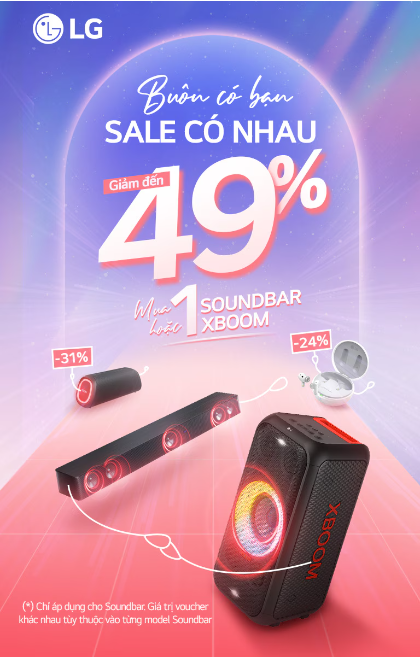 LG
Buôn có bạn
SALE CÓ NHAU
Giảm đến
49%
Mua 1 SOUNDBAR
hoặc XBOOM
-31%
-24%
XBOOM
(*) Chỉ áp dụng cho Soundbar. Giá trị voucher
khác nhau tùy thuộc vào từng model Soundbar